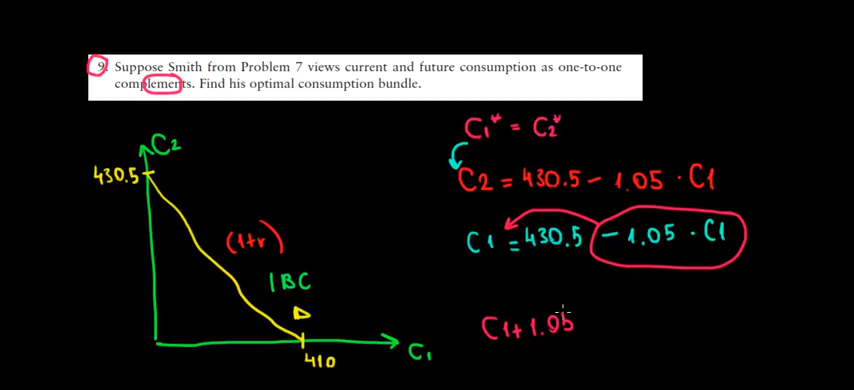 9. Suppose Smith from Problem 7 views current and future consumption as one-to-one
complements. Find his optimal consumption bundle.
C1* = C2*
C2
430.5
C2 = 430.5 - 1.05 · C1
(1+r)
C1 = 430.5 - 1.05 · C1
IBC
C1 + 1.05
C1
410